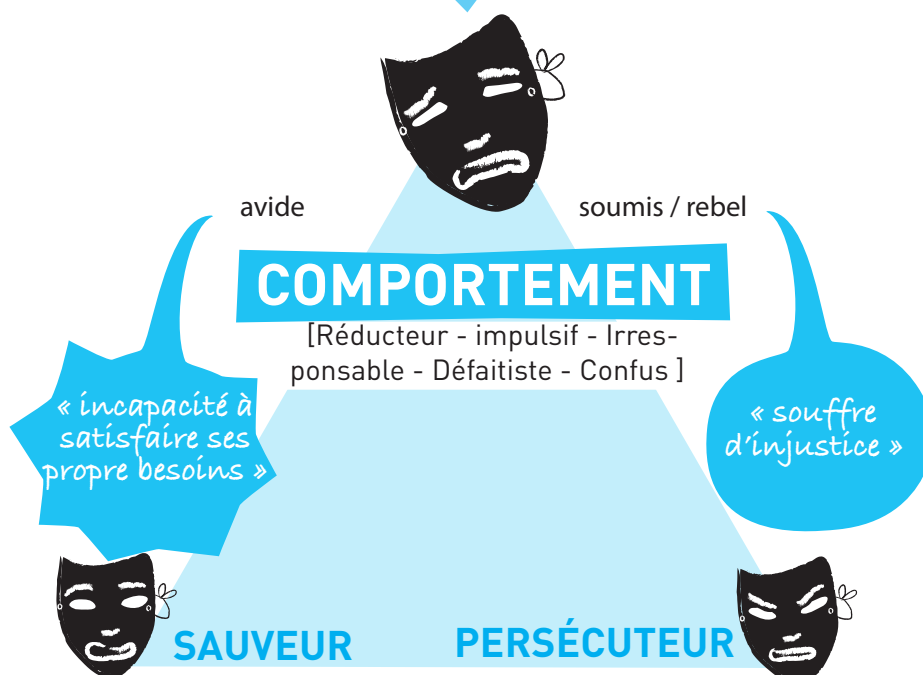 avide
soumis / rebel
COMPORTEMENT
[Réducteur - impulsif - Irres-
ponsable - Défaitiste - Confus ]
« incapacité à
satisfaire ses
propre besoins »
« souffre
d'injustice »
SAUVEUR
PERSÉCUTEUR